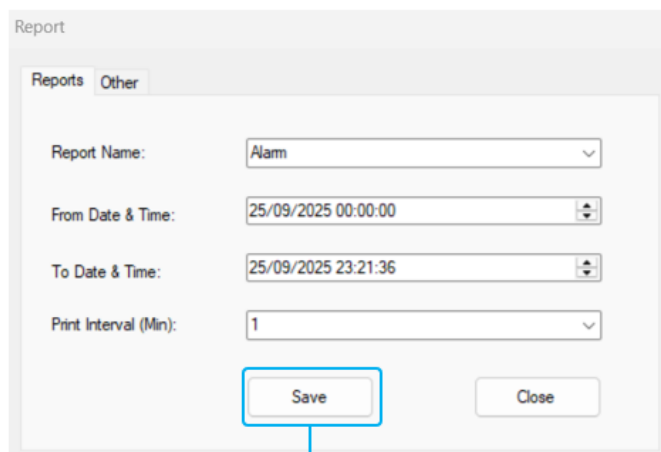 Report
Reports Other
Report Name: Alarm
From Date & Time: 25/09/2025 00:00:00
To Date & Time: 25/09/2025 23:21:36
Print Interval (Min): 1
Save Close